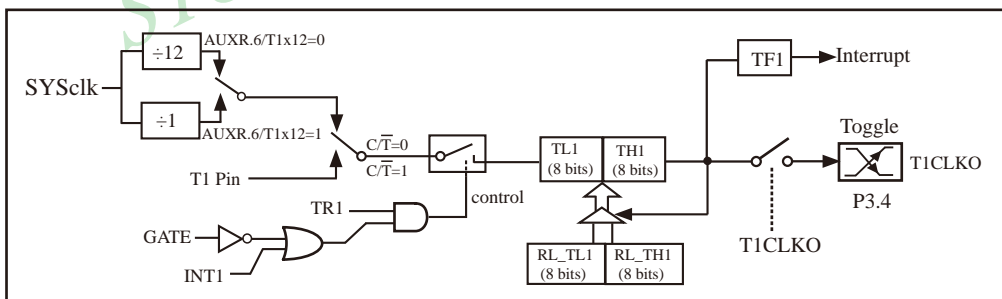 ÷12
AUXR.6/T1x12=0
SYSclk
÷1
AUXR.6/T1x12=1
T1 Pin
C/T̅=0
C/T̅=1
control
TR1
GATE
INT1
TL1
(8 bits)
TH1
(8 bits)
RL_TL1
(8 bits)
RL_TH1
(8 bits)
TF1
Interrupt
Toggle
T1CLKO
P3.4
T1CLKO